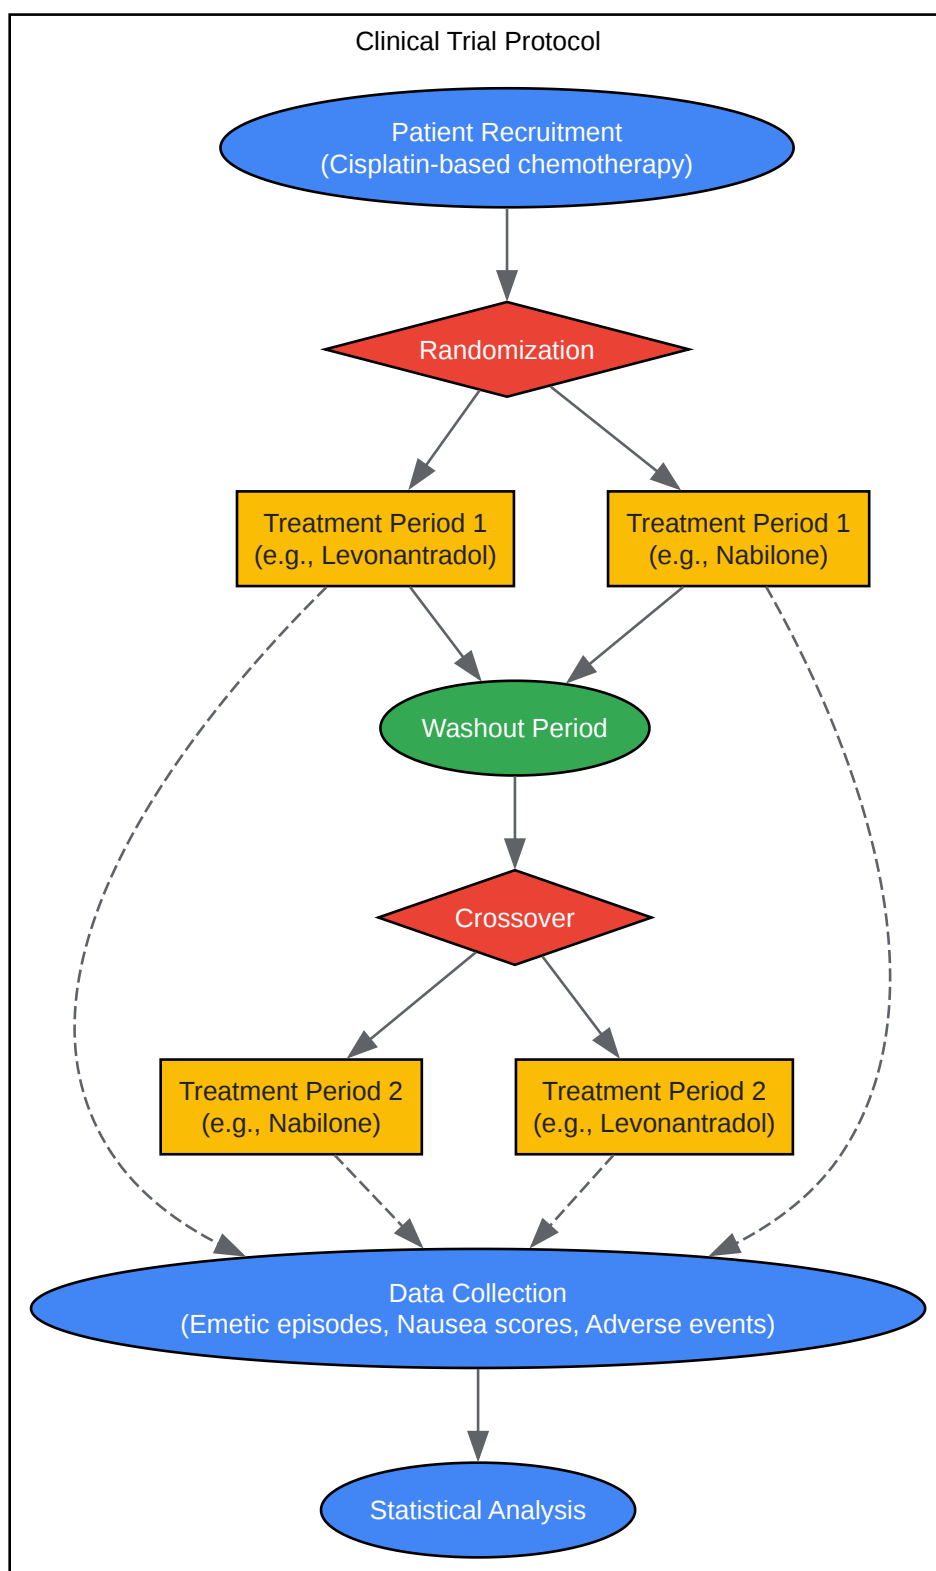 Clinical Trial Protocol
Patient Recruitment
(Cisplatin-based chemotherapy)
Randomization
Treatment Period 1
(e.g., Levonantradol)
Treatment Period 1
(e.g., Nabilone)
Washout Period
Crossover
Treatment Period 2
(e.g., Nabilone)
Treatment Period 2
(e.g., Levonantradol)
Data Collection
(Emetic episodes, Nausea scores, Adverse events)
Statistical Analysis